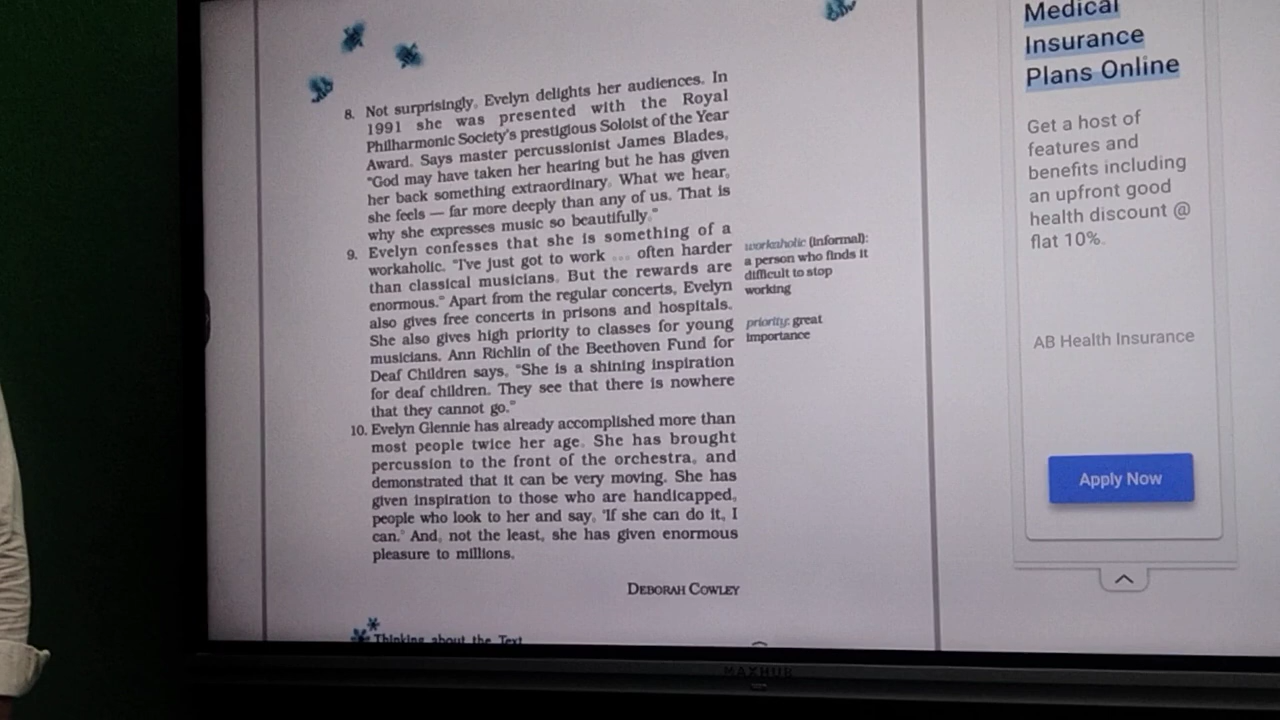 8. Not surprisingly, Evelyn delights her audiences. In
1991 she was presented with the Royal
Philharmonic Society's prestigious Soloist of the Year
Award. Says master percussionist James Blades,
"God may have taken her hearing but he has given
her back something extraordinary. What we hear,
she feels — far more deeply than any of us. That is
why she expresses music so beautifully."
9. Evelyn confesses that she is something of a
workaholic. "I've just got to work ... often harder
than classical musicians. But the rewards are
enormous." Apart from the regular concerts, Evelyn
also gives free concerts in prisons and hospitals.
She also gives high priority to classes for young
musicians. Ann Richlin of the Beethoven Fund for
Deaf Children says, "She is a shining inspiration
for deaf children. They see that there is nowhere
that they cannot go."
10. Evelyn Glennie has already accomplished more than
most people twice her age. She has brought
percussion to the front of the orchestra, and
demonstrated that it can be very moving. She has
given inspiration to those who are handicapped,
people who look to her and say, 'If she can do it, I
can.' And, not the least, she has given enormous
pleasure to millions.
DEBORAH COWLEY
Thinking about the Text
workaholic (informal):
a person who finds it
difficult to stop
working
priority: great
importance
Medical
Insurance
Plans Online
Get a host of
features and
benefits including
an upfront good
health discount @
flat 10%.
AB Health Insurance
Apply Now
MAXHUB